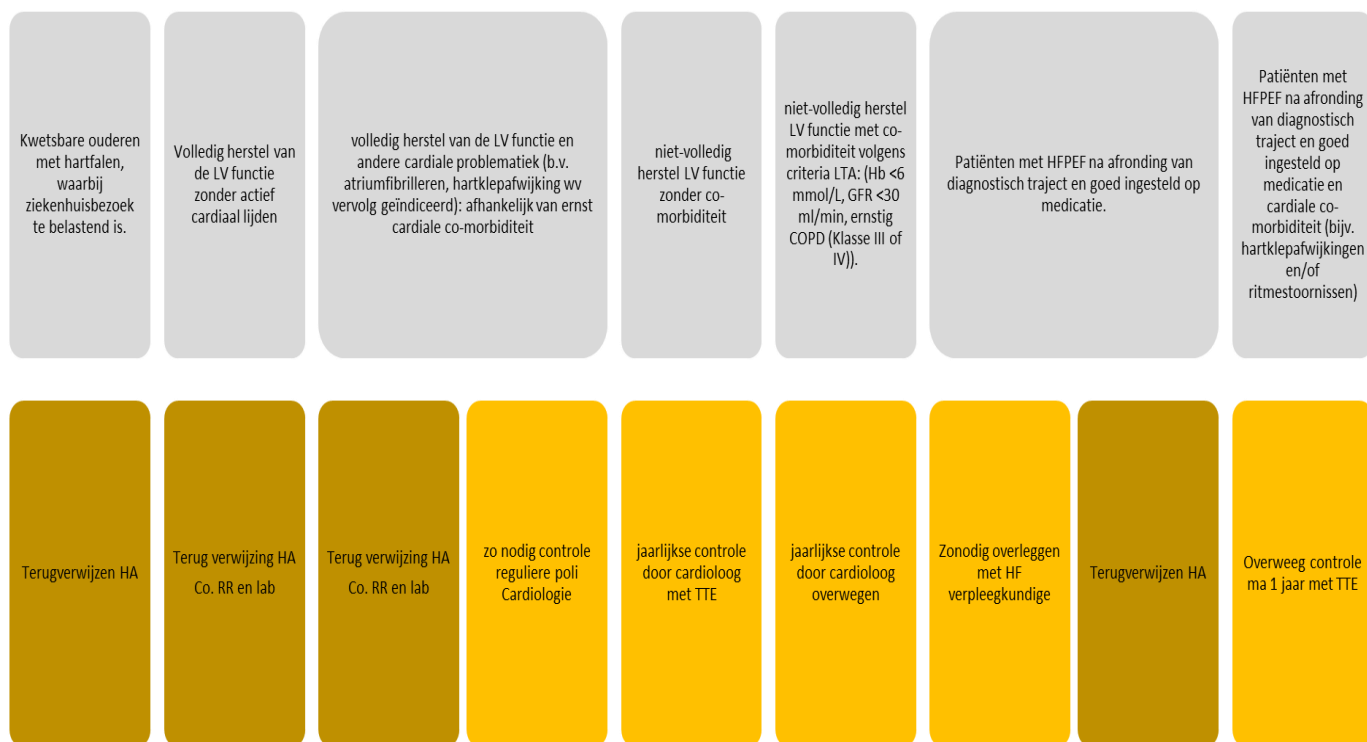 Kwetsbare ouderen
met hartfalen,
waarbij
ziekenhuisbezoek
te belastend is.
Volledig herstel van
de LV functie
zonder actief
cardiaal lijden
volledig herstel van de LV functie en
andere cardiale problematiek (b.v.
atriumfibrilleren, hartklepafwijking wv
vervolg geïndiceerd): afhankelijk van ernst
cardiale co-morbiditeit
niet-volledig
herstel LV functie
zonder co-
morbiditeit
niet-volledig herstel
LV functie met co-
morbiditeit volgens
criteria LTA: (Hb <6
mmol/L, GFR <30
ml/min, ernstig
COPD (Klasse III of
IV)).
Patiënten met HFPEF na afronding van
diagnostisch traject en goed ingesteld op
medicatie.
Patiënten met
HFPEF na afronding
van diagnostisch
traject en goed
ingesteld op
medicatie en
cardiale co-
morbiditeit (bijv.
hartklepafwijkingen
en/of
ritmestoornissen)
Terugverwijzen HA
Terug verwijzing HA
Co. RR en lab
Terug verwijzing HA
Co. RR en lab
zo nodig controle
reguliere poli
Cardiologie
jaarlijkse controle
door cardioloog
met TTE
jaarlijkse controle
door cardioloog
overwegen
Zonodig overleggen
met HF
verpleegkundige
Terugverwijzen HA
Overweeg controle
ma 1 jaar met TTE